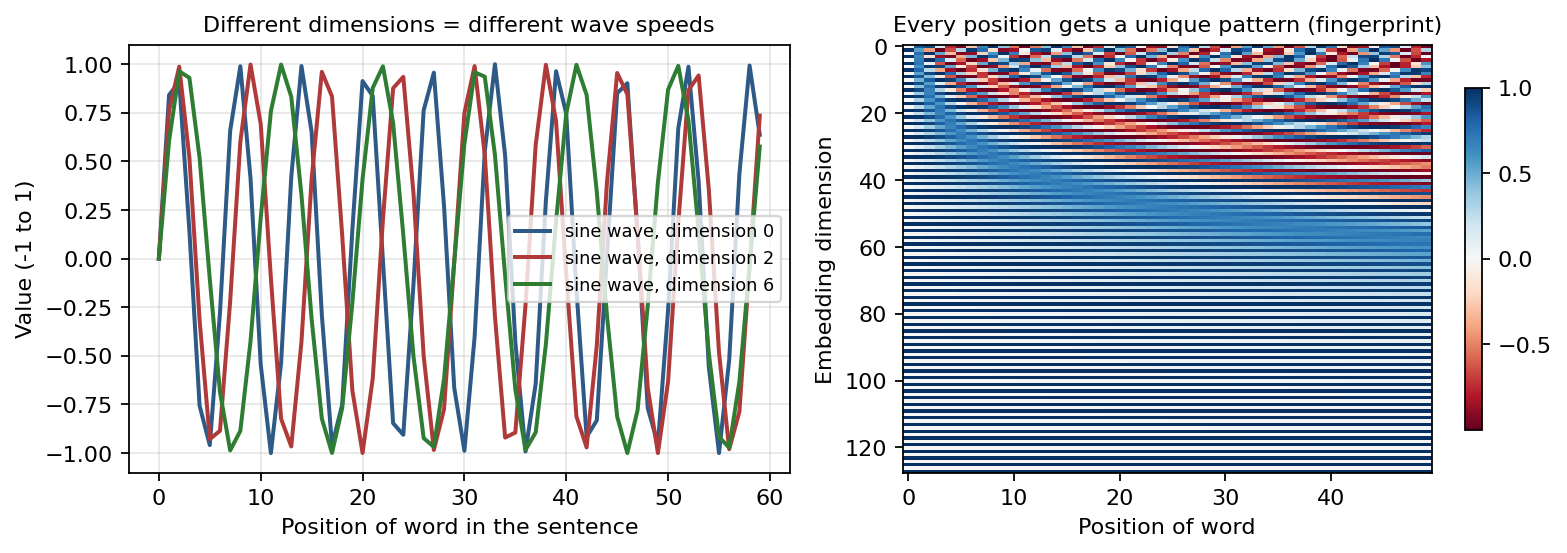 Different dimensions = different wave speeds
1.00
0.75
0.50
0.25
0.00
−0.25
−0.50
−0.75
−1.00
Value (-1 to 1)
sine wave, dimension 0
sine wave, dimension 2
sine wave, dimension 6
0 10 20 30 40 50 60
Position of word in the sentence
Every position gets a unique pattern (fingerprint)
0
20
40
60
80
100
120
Embedding dimension
0 10 20 30 40
Position of word
1.0
0.5
0.0
−0.5